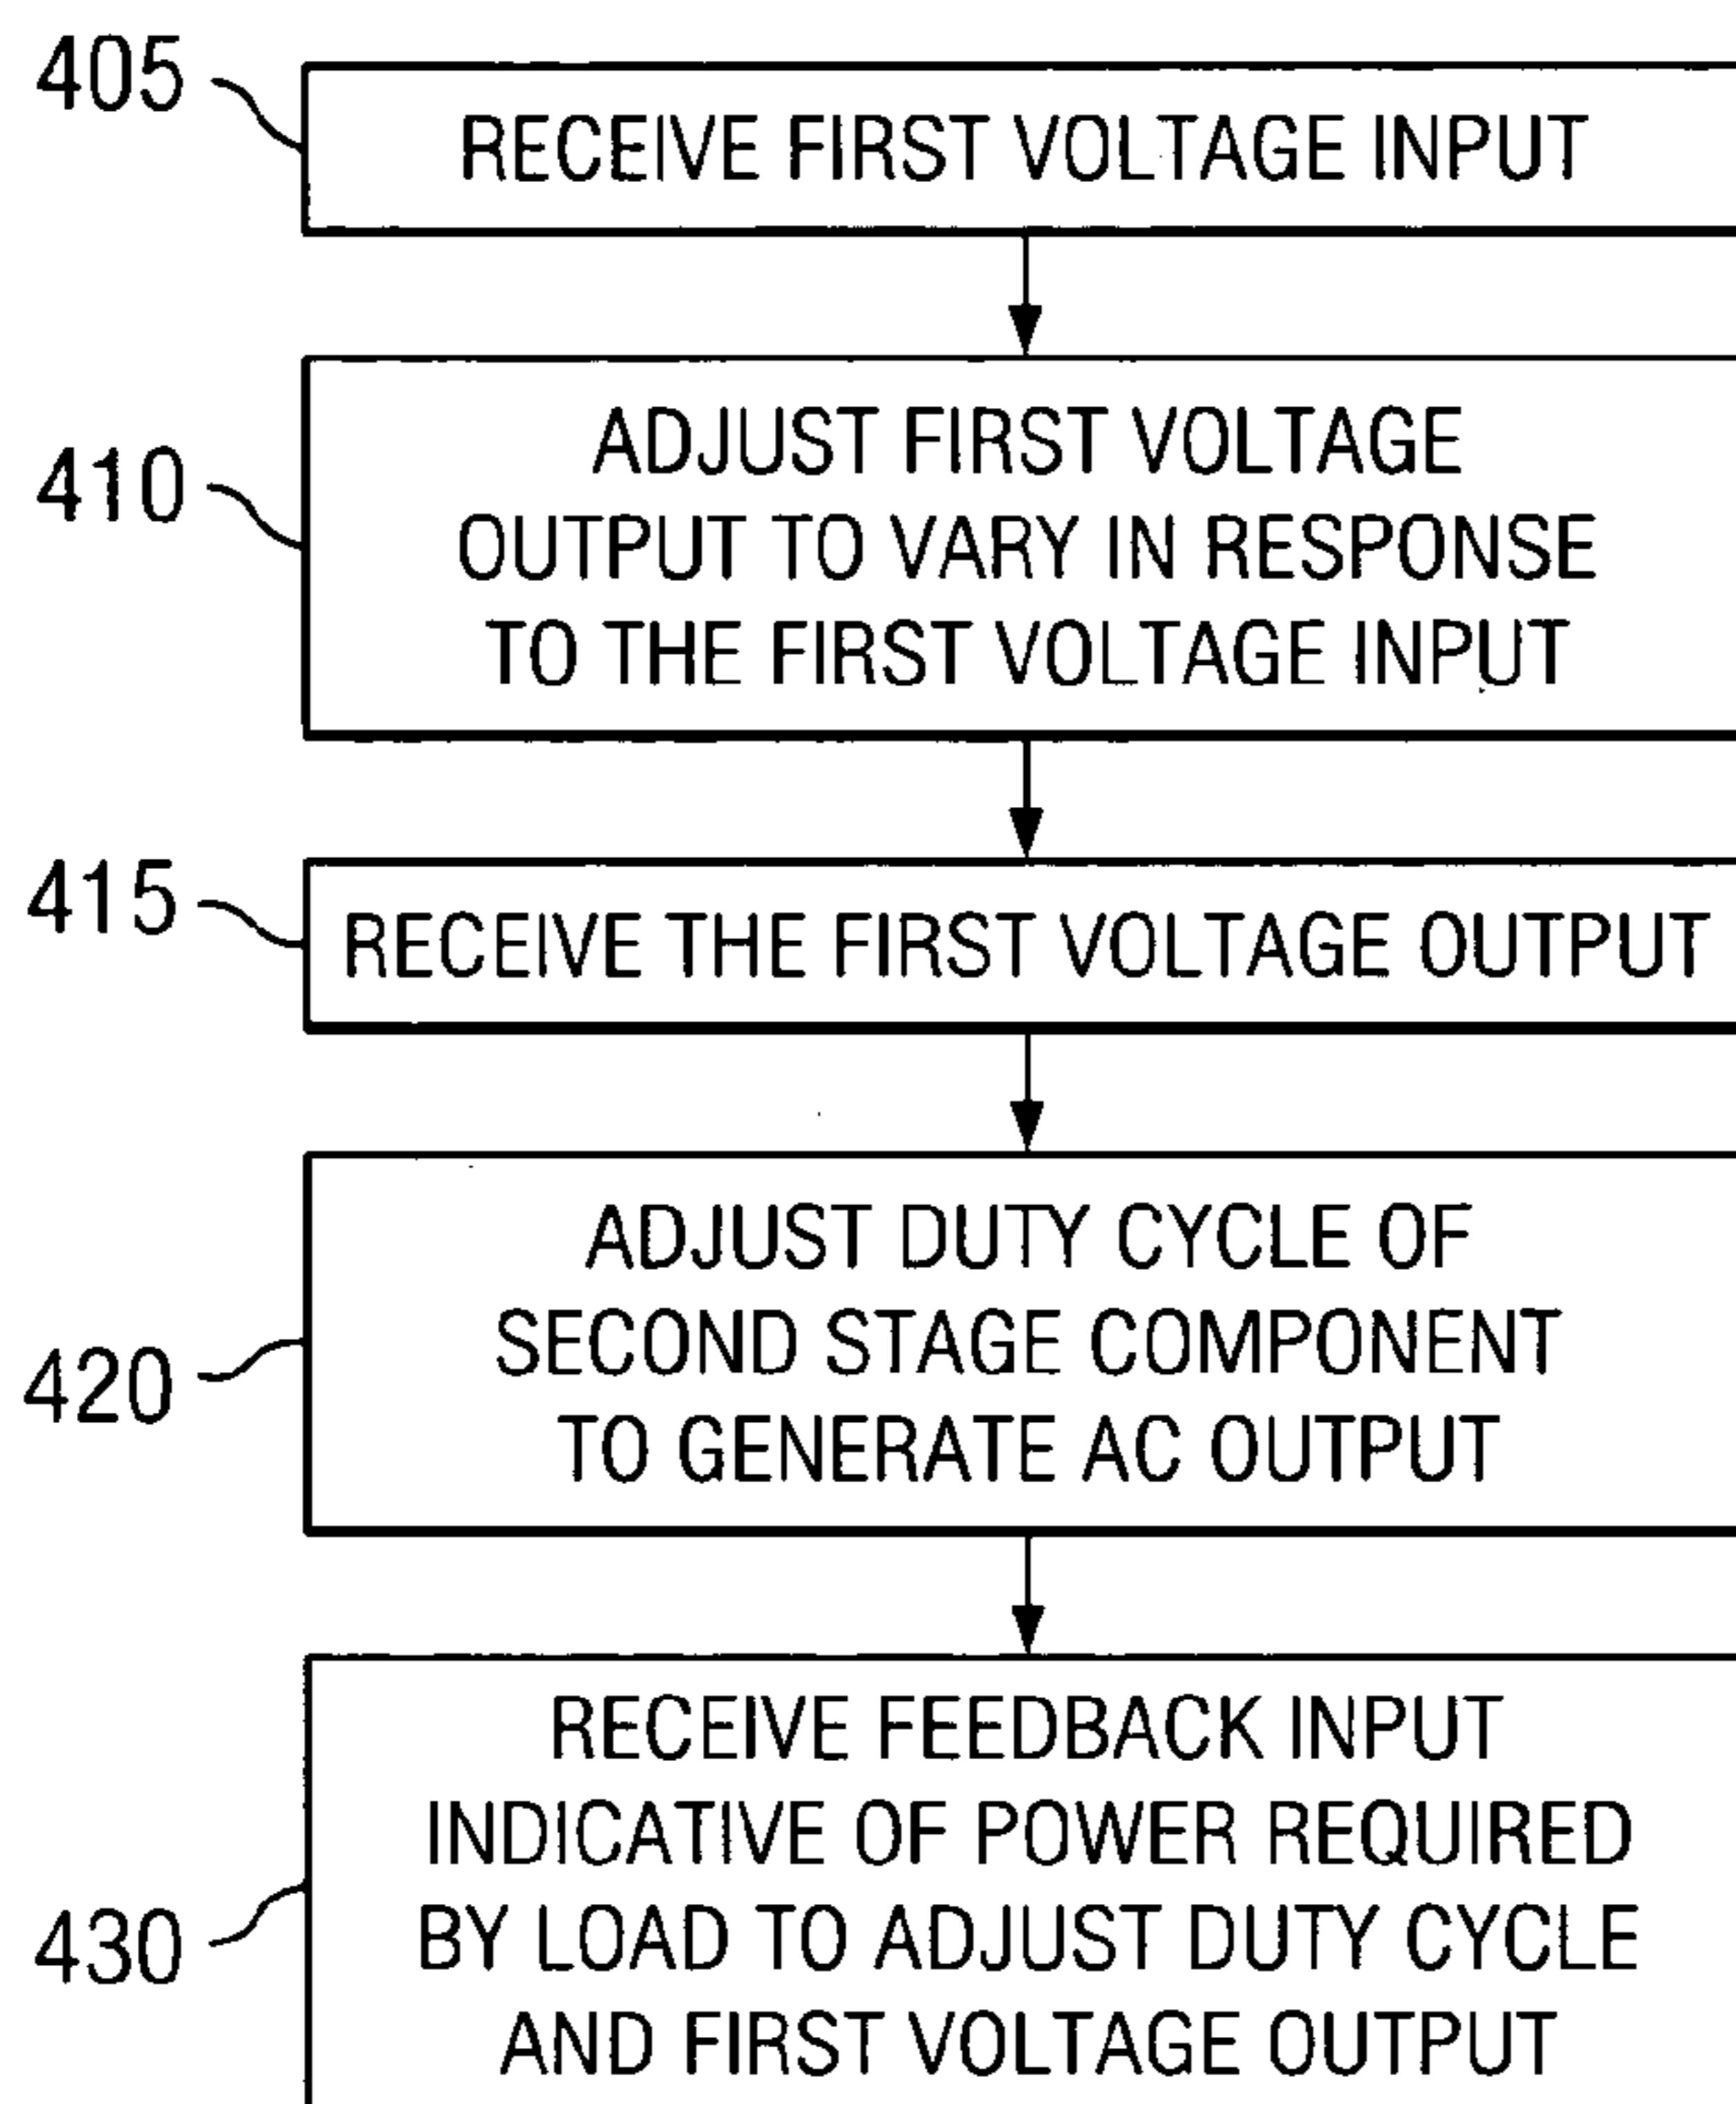 405
RECEIVE FIRST VOLTAGE INPUT
410
ADJUST FIRST VOLTAGE
OUTPUT TO VARY IN RESPONSE
TO THE FIRST VOLTAGE INPUT
415
RECEIVE THE FIRST VOLTAGE OUTPUT
420
ADJUST DUTY CYCLE OF
SECOND STAGE COMPONENT
TO GENERATE AC OUTPUT
430
RECEIVE FEEDBACK INPUT
INDICATIVE OF POWER REQUIRED
BY LOAD TO ADJUST DUTY CYCLE
AND FIRST VOLTAGE OUTPUT